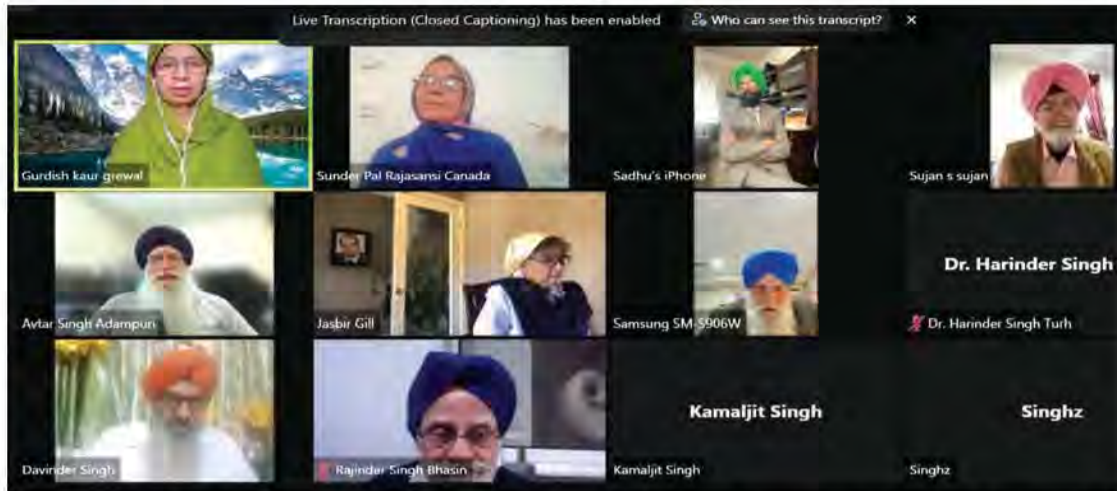 Live Transcription (Closed Captioning) has been enabled Who can see this transcript? ×
Gurdish kaur grewal
Sunder Pal Rajasansi Canada
Sadhu's iPhone
Sujan s sujan
Avtar Singh Adampuri
Jasbir Gill
Samsung SM-S906W
Dr. Harinder Singh
Dr. Harinder Singh Turh
Davinder Singh
Rajinder Singh Bhasin
Kamaljit Singh
Kamaljit Singh
Singhz
Singhz